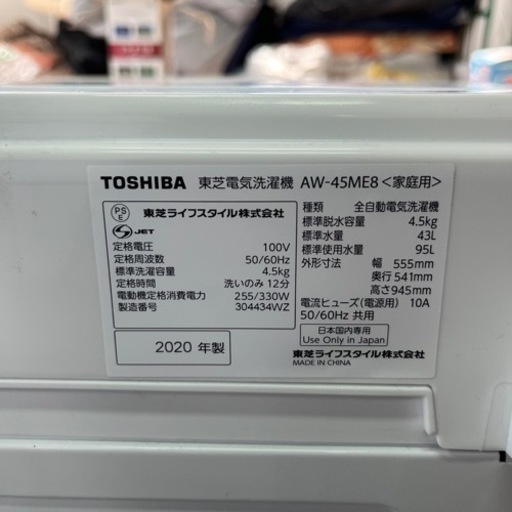 TOSHIBA 東芝電気洗濯機 AW-45ME8<家庭用>
PS
E
JET
東芝ライフスタイル株式会社
定格電圧 100V
定格周波数 50/60Hz
標準洗濯容量 4.5kg
定格時間 洗いのみ 12分
電動機定格消費電力 255/330W
製造番号 304434WZ
2020 年製
種類 全自動電気洗濯機
標準脱水容量 4.5kg
標準水量 43L
標準使用水量 95L
外形寸法 幅 555mm
奥行 541mm
高さ 945mm
電流ヒューズ(電源用) 10A
50/60Hz 共用
日本国内専用
Use Only in Japan
東芝ライフスタイル株式会社
MADE IN CHINA